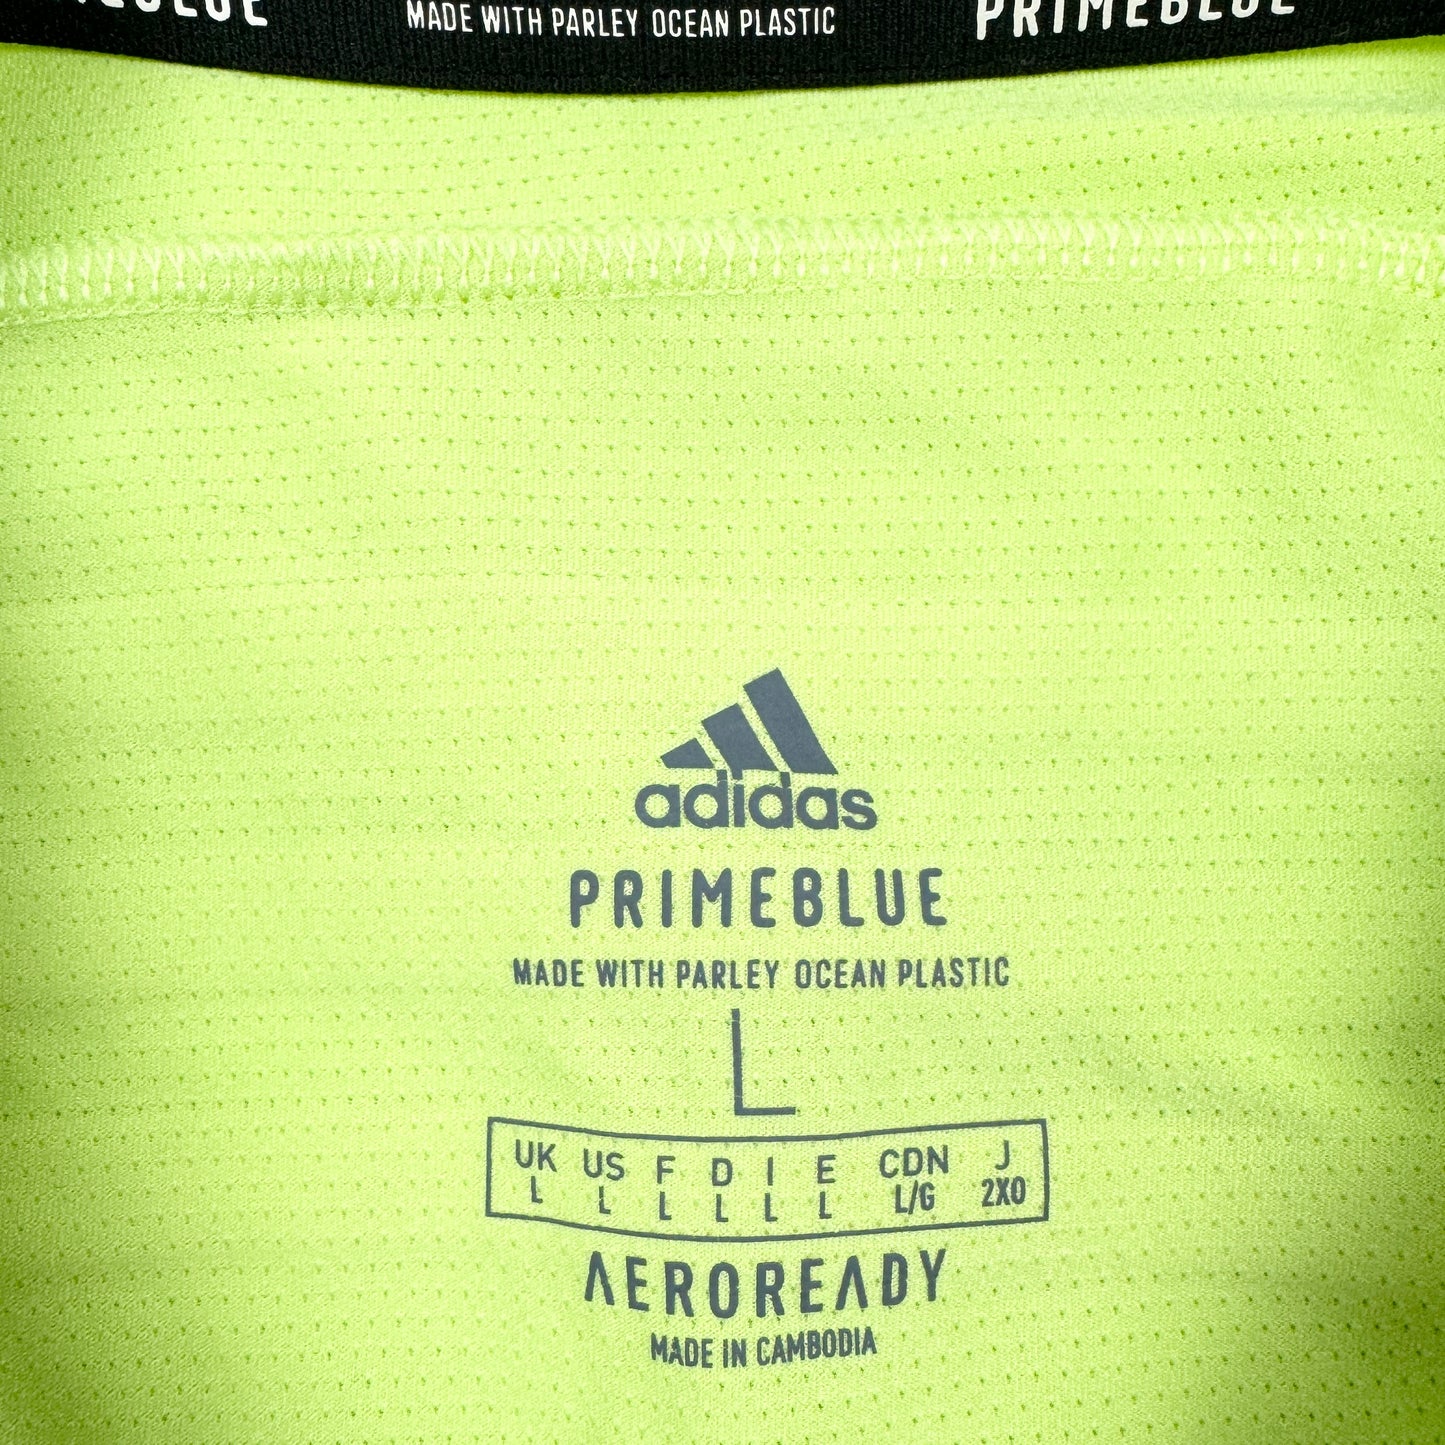 MADE WITH PARLEY OCEAN PLASTIC
PRIMEBLUE
adidas
PRIMEBLUE
MADE WITH PARLEY OCEAN PLASTIC
L
UK US F D I E CDN J
L L L L L L L/G 2XO
AEROREADY
MADE IN CAMBODIA